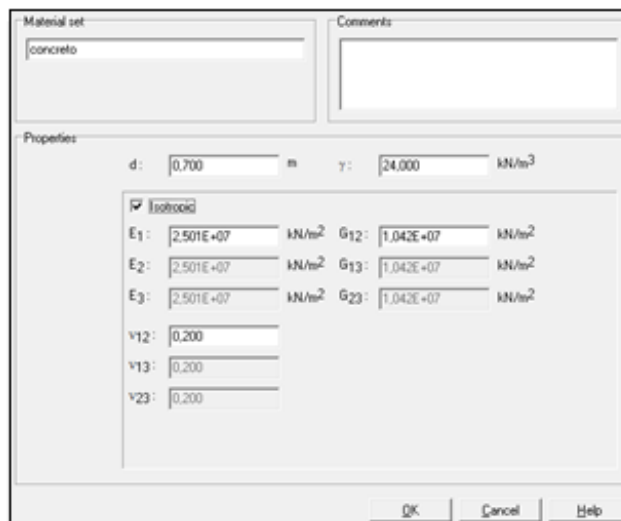 Material set
concreto
Comments
Properties
d: 0,700 m γ: 24,000 kN/m3
Isotropic
E1: 2,501E+07 kN/m2 G12: 1,042E+07 kN/m2
E2: 2,501E+07 kN/m2 G13: 1,042E+07 kN/m2
E3: 2,501E+07 kN/m2 G23: 1,042E+07 kN/m2
ν12: 0,200
ν13: 0,200
ν23: 0,200
OK Cancel Help